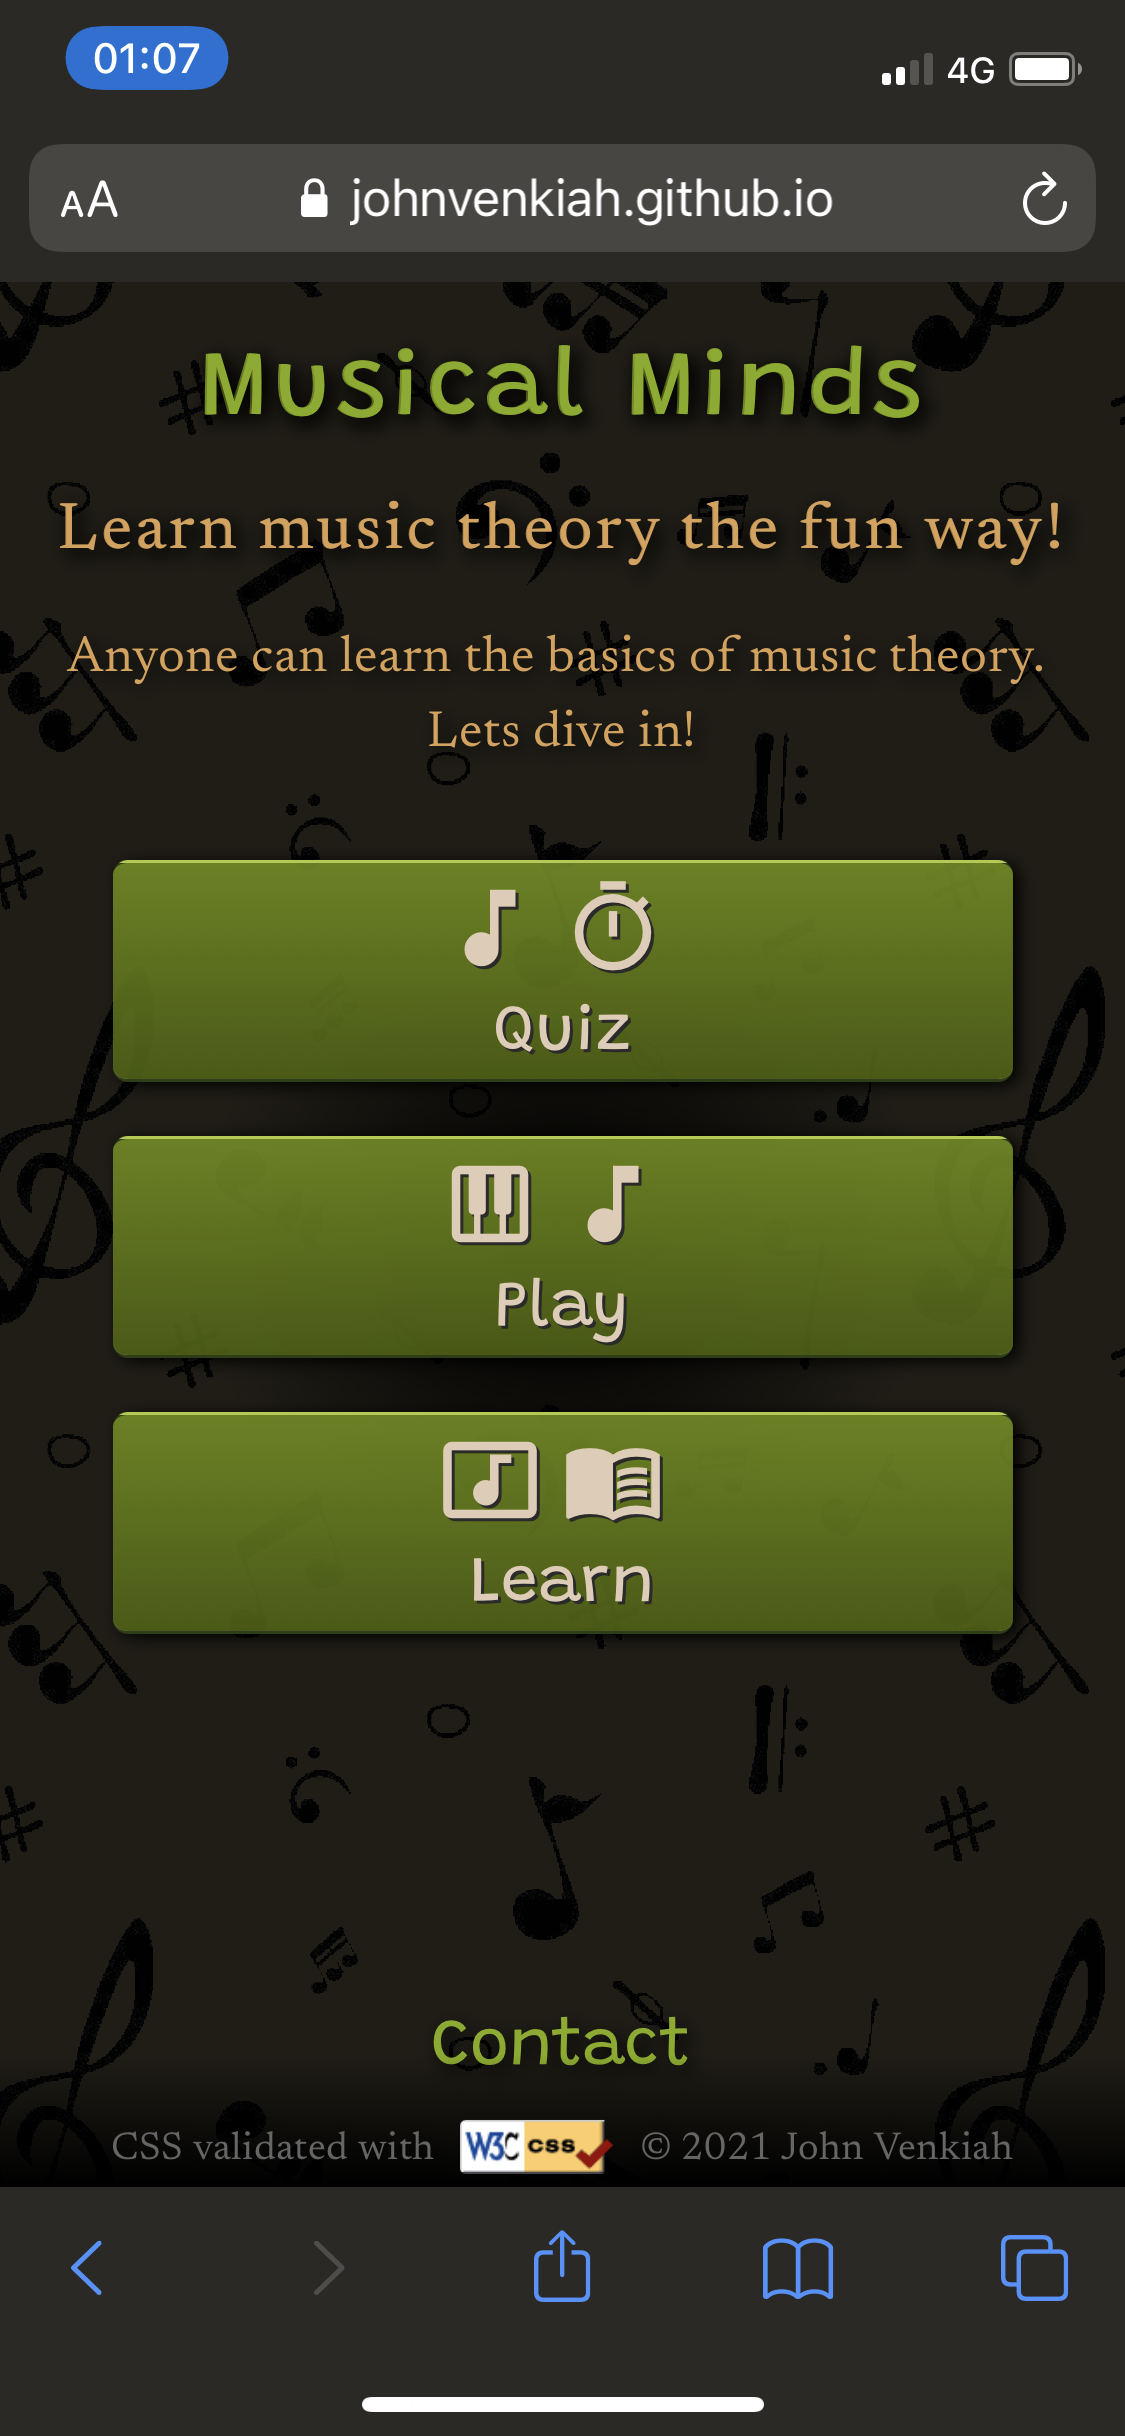 01:07
4G
AA johnvenkiah.github.io
Musical Minds
Learn music theory the fun way!
Anyone can learn the basics of music theory.
Lets dive in!
Quiz
Play
Learn
Contact
CSS validated with W3C css © 2021 John Venkiah